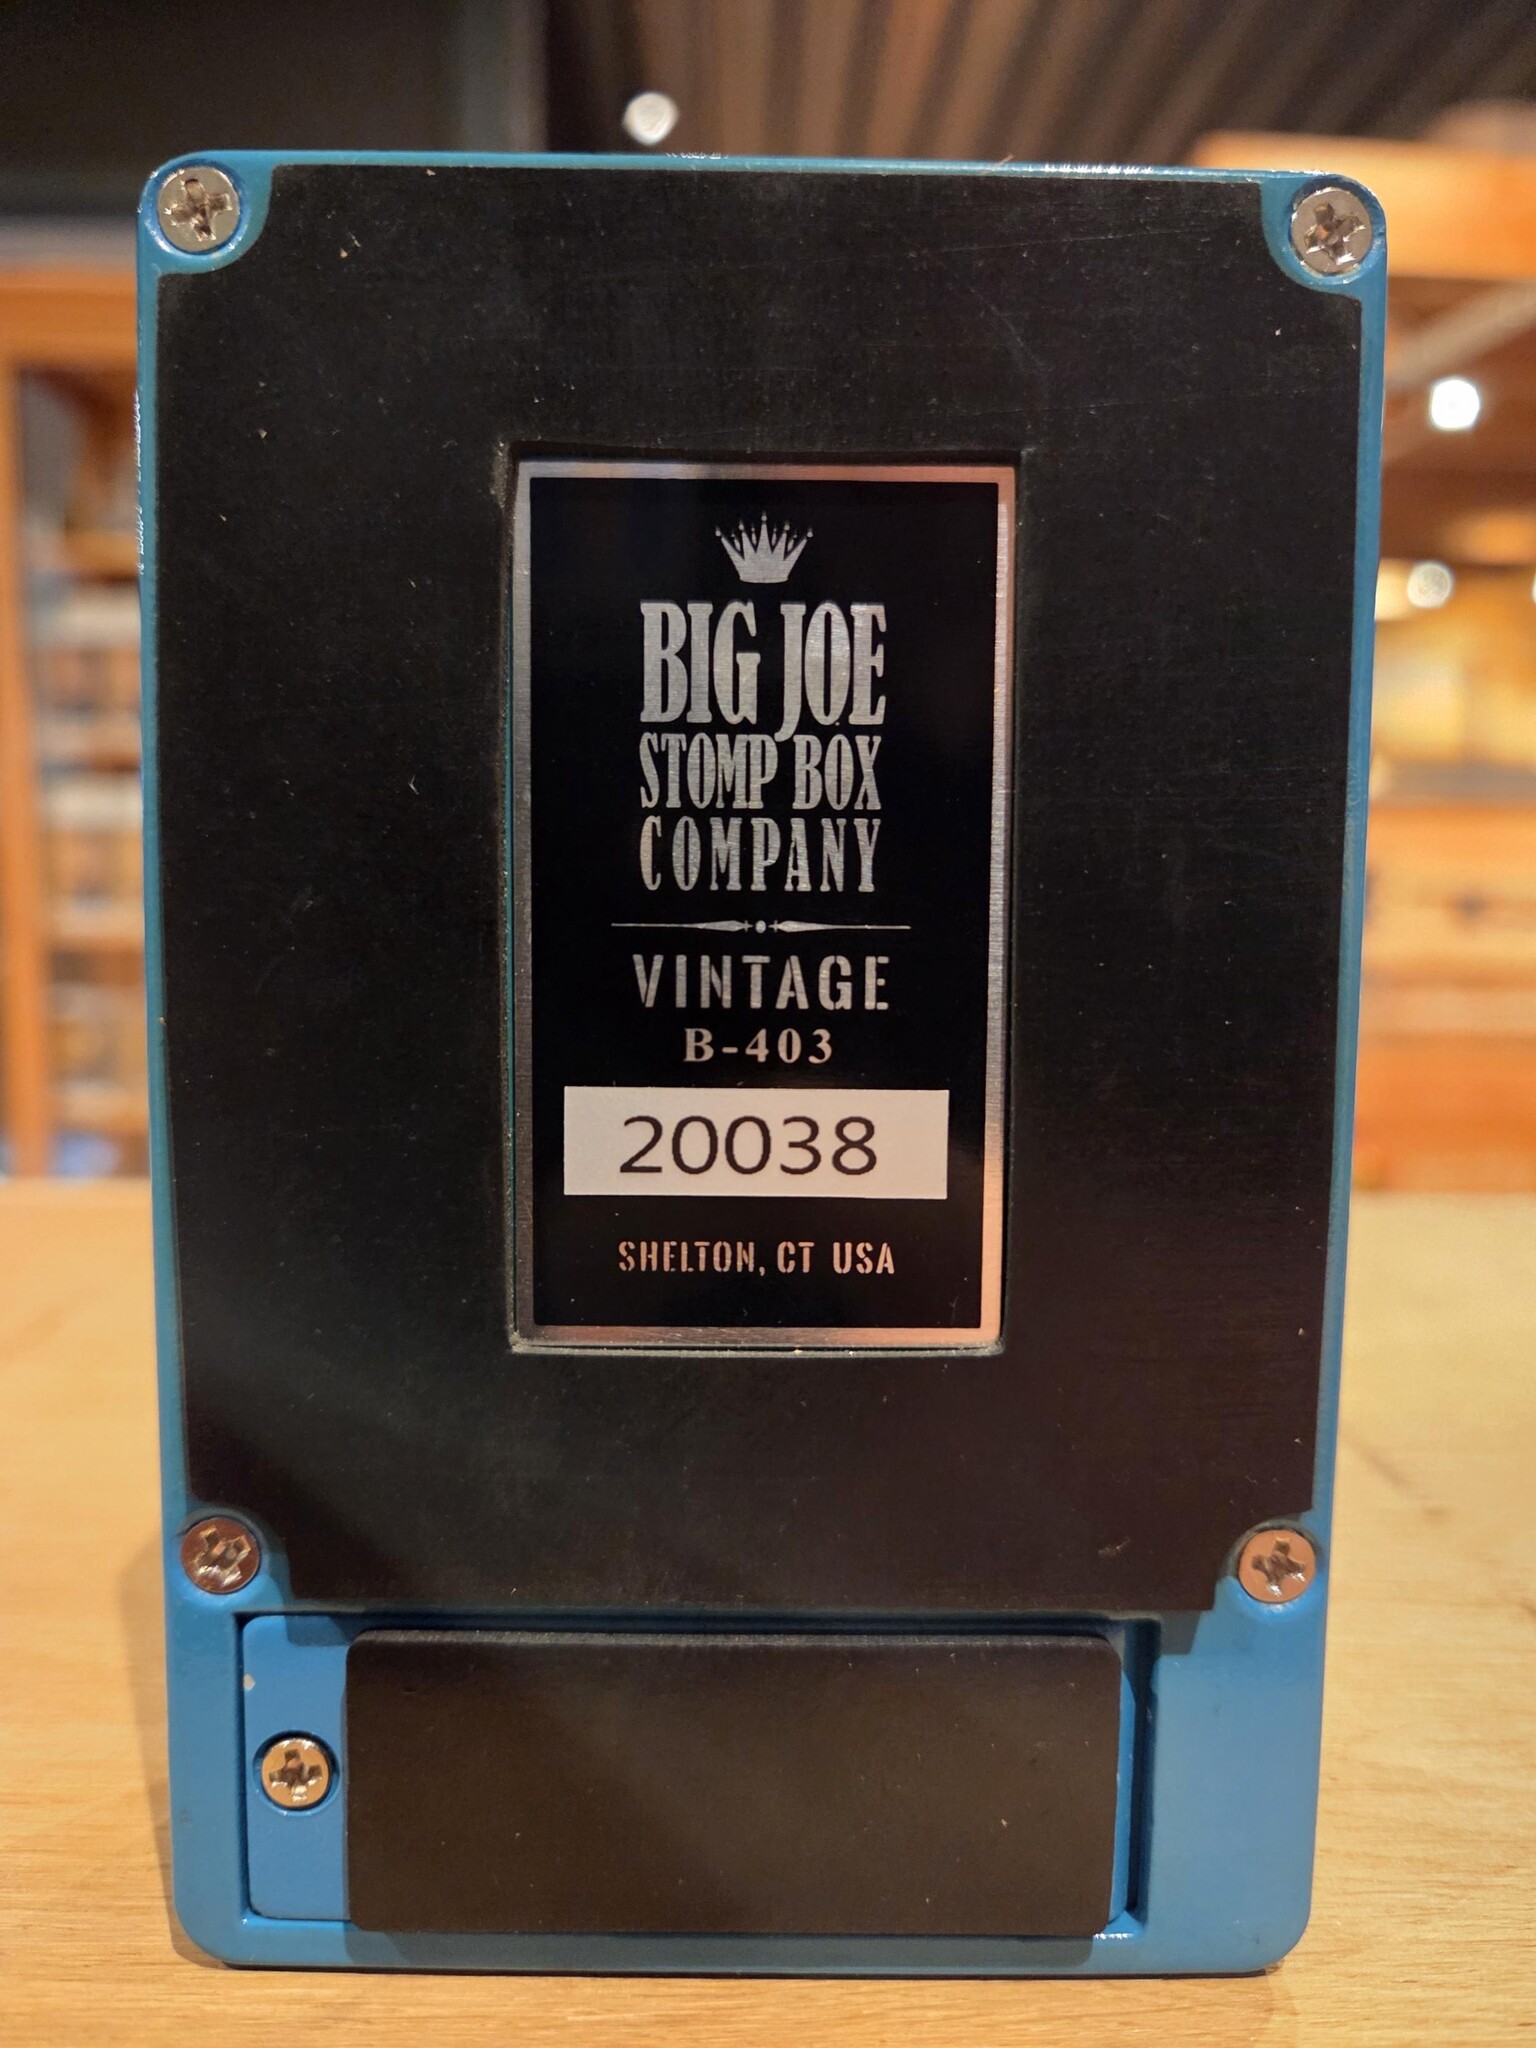 BIG JOE
STOMP BOX
COMPANY
VINTAGE
B-403
20038
SHELTON, CT USA